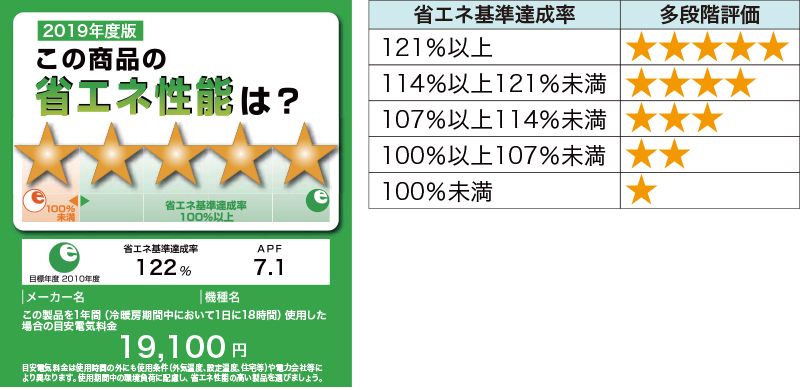 2019年度版
この商品の
省エネ性能は?
e 100%未満
省エネ基準達成率
100%以上
e
e
目標年度 2010年度
省エネ基準達成率
122%
APF
7.1
メーカー名
機種名
この製品を1年間(冷暖房期間中において1日に18時間)使用した
場合の目安電気料金
19,100円
目安電気料金は使用時間の外にも使用条件(外気温度、設定温度、住宅等)や電力会社等に
より異なります。使用期間中の環境負荷に配慮し、省エネ性能の高い製品を選びましょう。
省エネ基準達成率 多段階評価
121%以上 ★★★★★
114%以上121%未満 ★★★★
107%以上114%未満 ★★★
100%以上107%未満 ★★
100%未満 ★